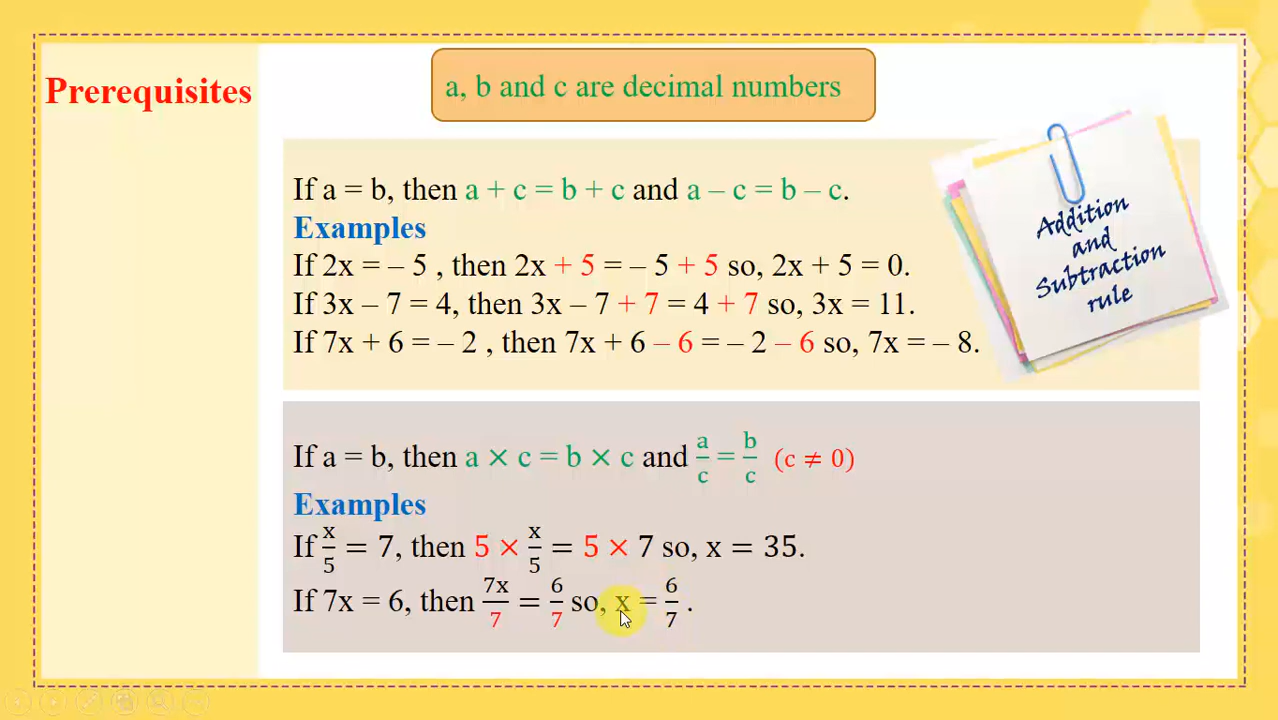 Prerequisites
a, b and c are decimal numbers
If a = b, then a + c = b + c and a – c = b – c.
Examples
If 2x = – 5 , then 2x + 5 = – 5 + 5 so, 2x + 5 = 0.
If 3x – 7 = 4, then 3x – 7 + 7 = 4 + 7 so, 3x = 11.
If 7x + 6 = – 2 , then 7x + 6 – 6 = – 2 – 6 so, 7x = – 8.
Addition
and
Subtraction
rule
If a = b, then a × c = b × c and a/c = b/c (c ≠ 0)
Examples
If x/5 = 7, then 5 × x/5 = 5 × 7 so, x = 35.
If 7x = 6, then 7x/7 = 6/7 so, x = 6/7 .